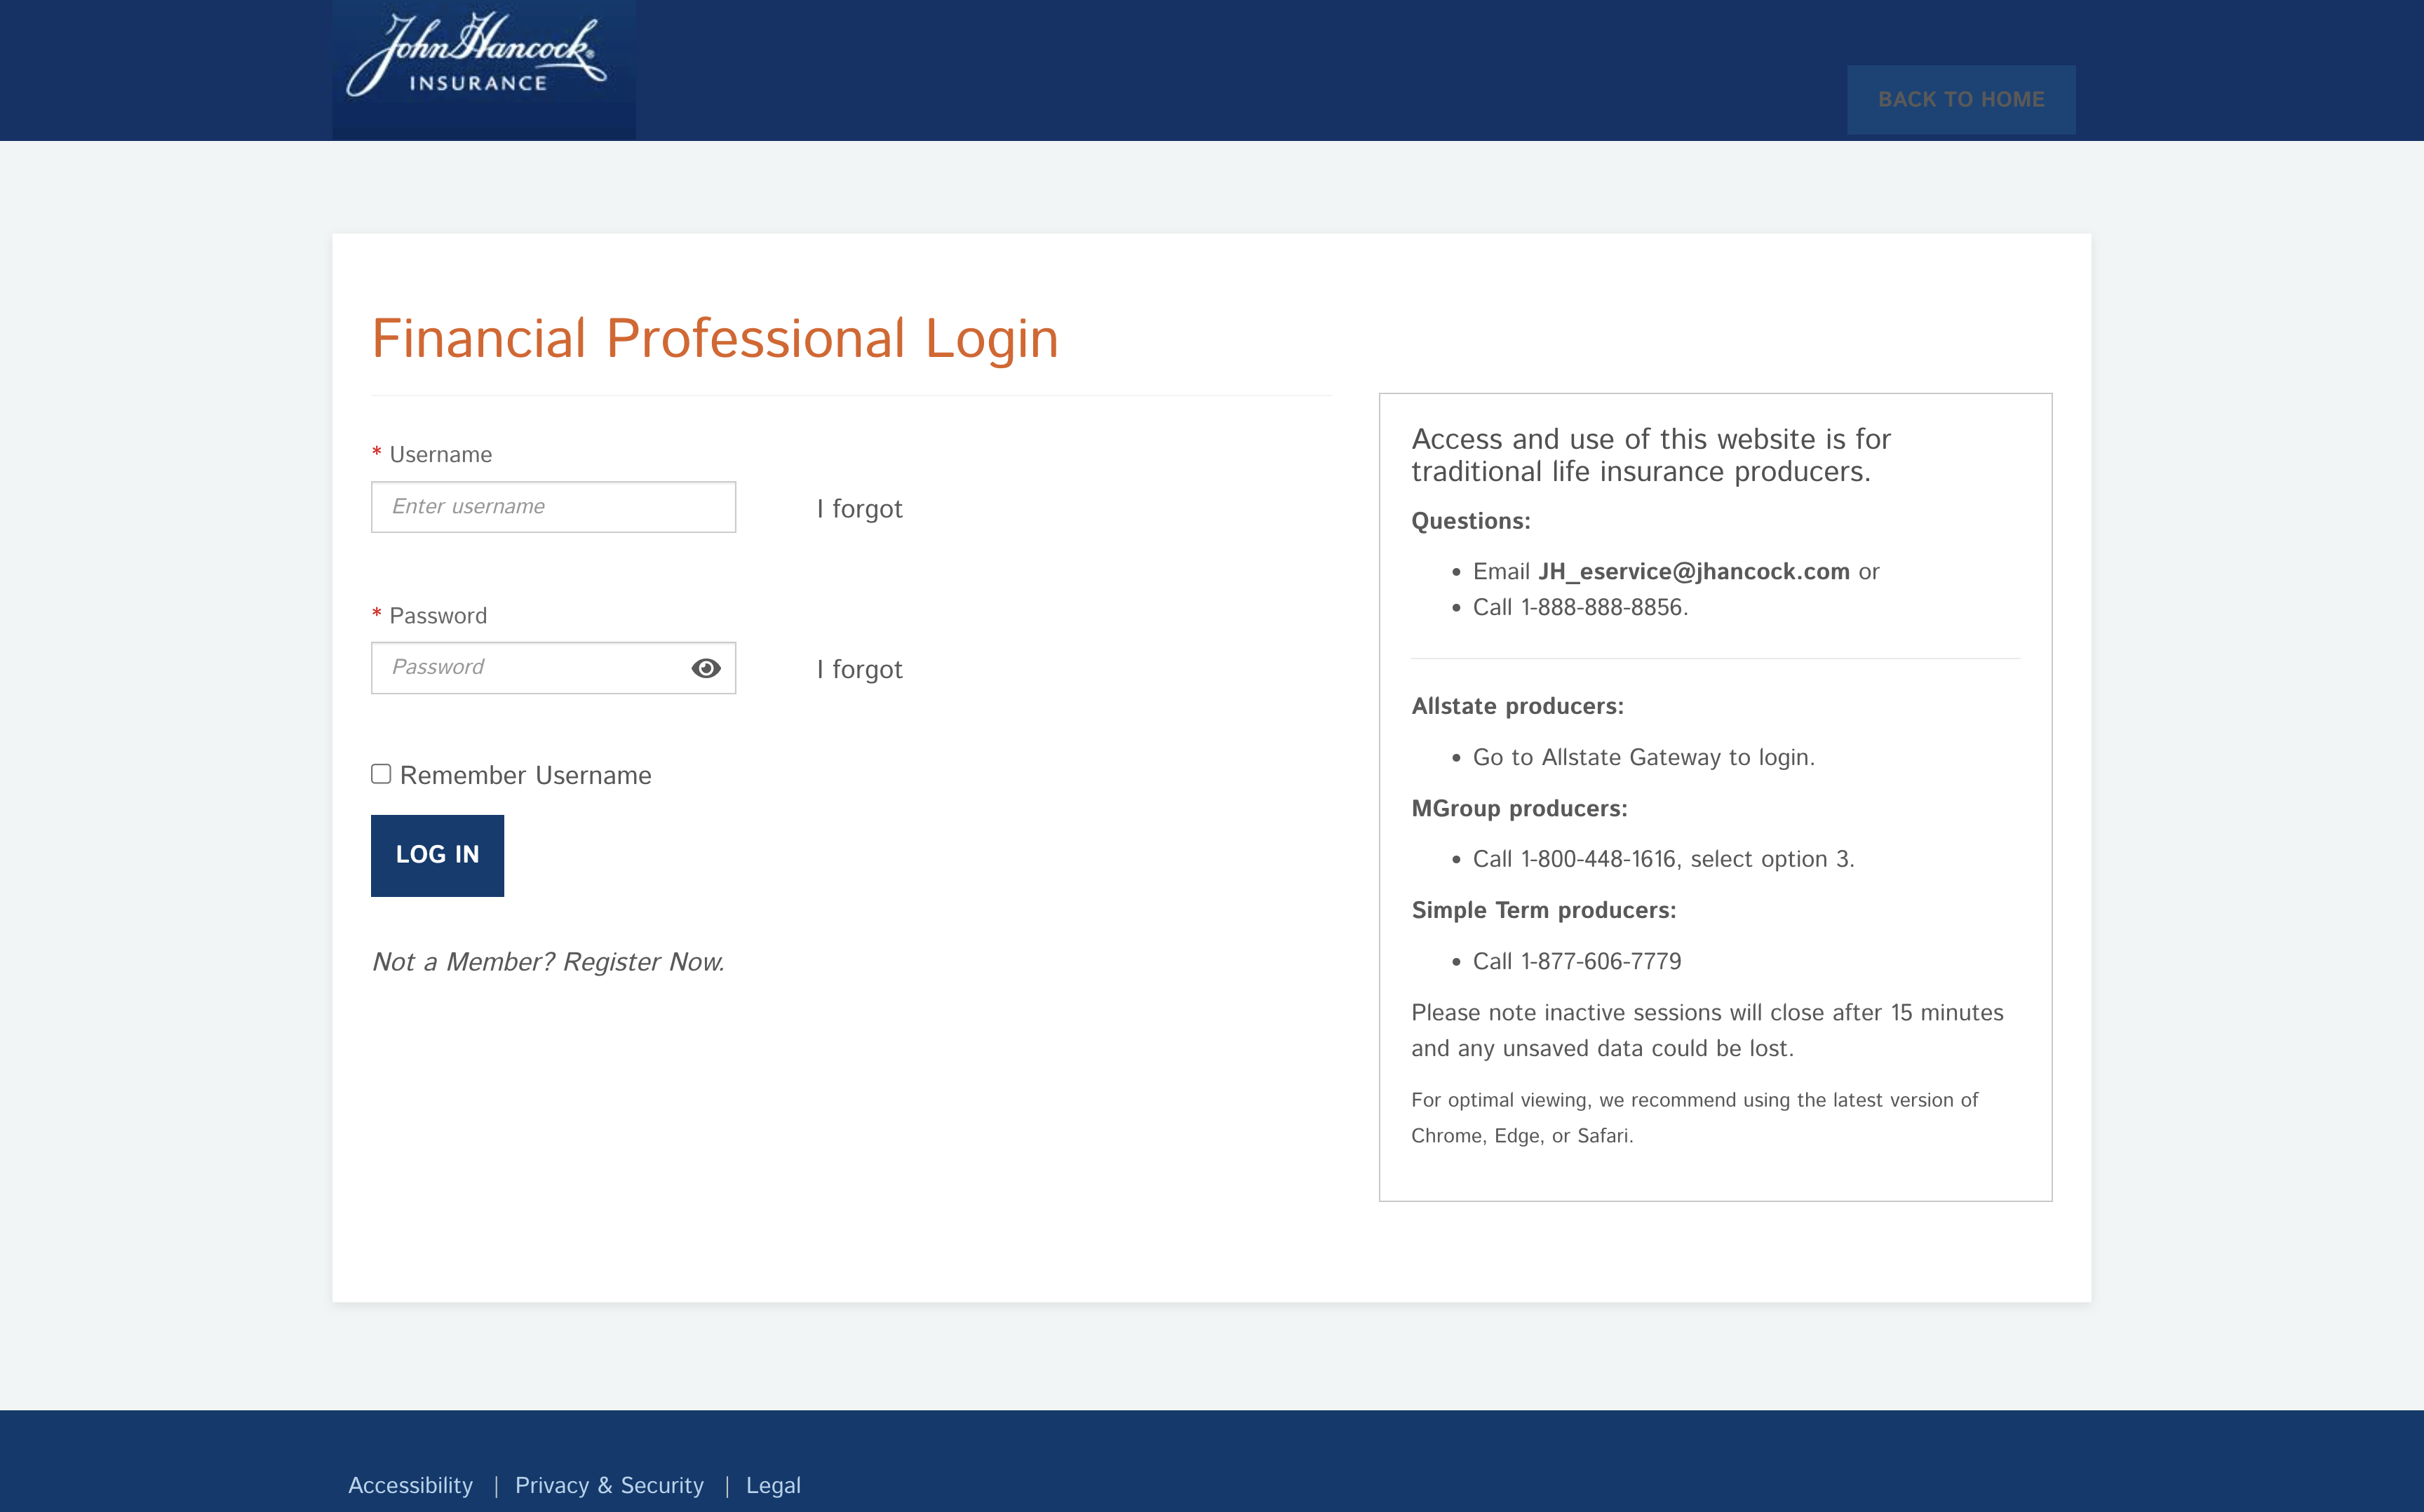 John Hancock®
INSURANCE
BACK TO HOME
Financial Professional Login
* Username
Enter username
I forgot
* Password
Password
I forgot
Remember Username
LOG IN
Not a Member? Register Now.
Access and use of this website is for
traditional life insurance producers.
Questions:
• Email JH_eservice@jhancock.com or
• Call 1-888-888-8856.
Allstate producers:
• Go to Allstate Gateway to login.
MGroup producers:
• Call 1-800-448-1616, select option 3.
Simple Term producers:
• Call 1-877-606-7779
Please note inactive sessions will close after 15 minutes
and any unsaved data could be lost.
For optimal viewing, we recommend using the latest version of
Chrome, Edge, or Safari.
Accessibility | Privacy & Security | Legal